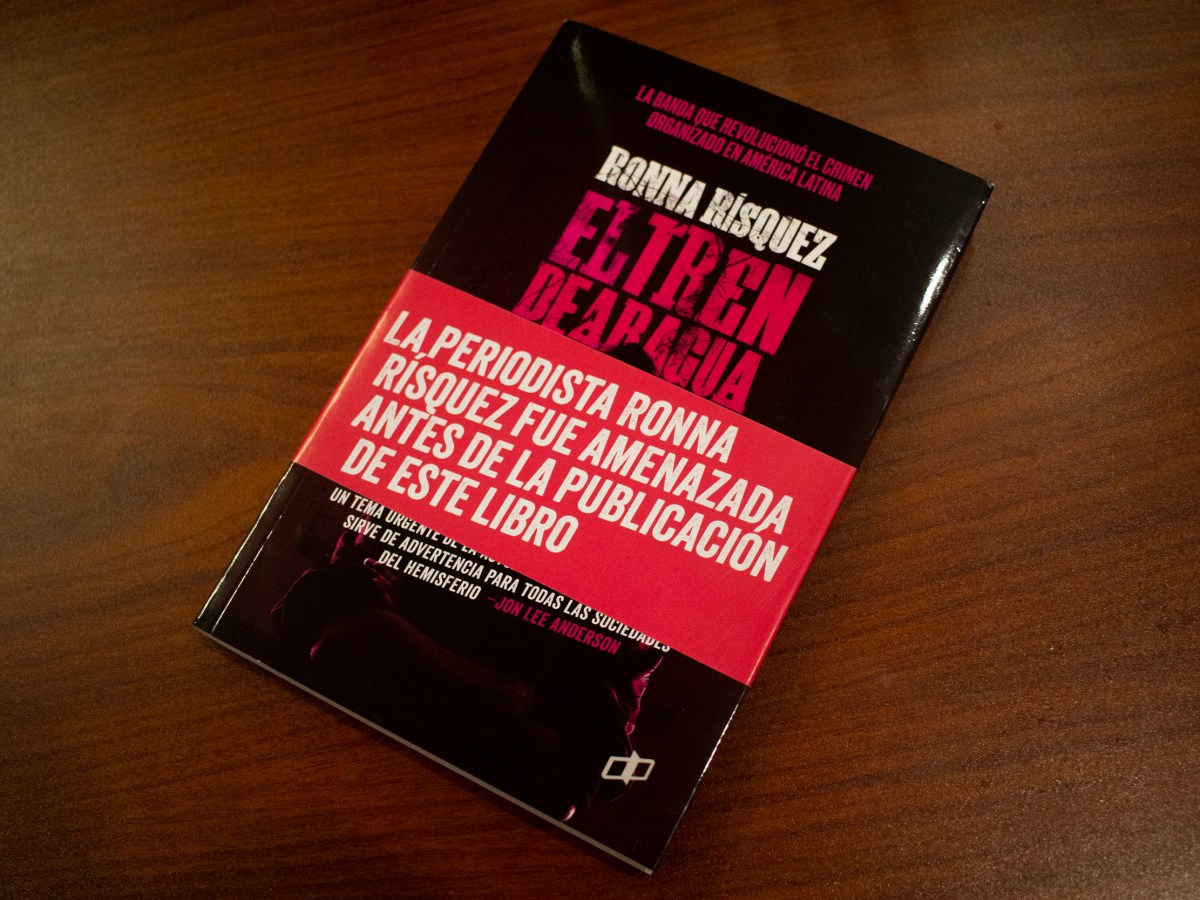 LA BANDA QUE REVOLUCIONÓ EL CRIMEN
ORGANIZADO EN AMÉRICA LATINA
RONNA RÍSQUEZ
EL TREN
DE ARAGUA
LA PERIODISTA RONNA
RÍSQUEZ FUE AMENAZADA
ANTES DE LA PUBLICACIÓN
DE ESTE LIBRO
UN TEMA URGENTE DE LA
SIRVE DE ADVERTENCIA PARA TODAS LAS SOCIEDADES
DEL HEMISFERIO –JON LEE ANDERSON